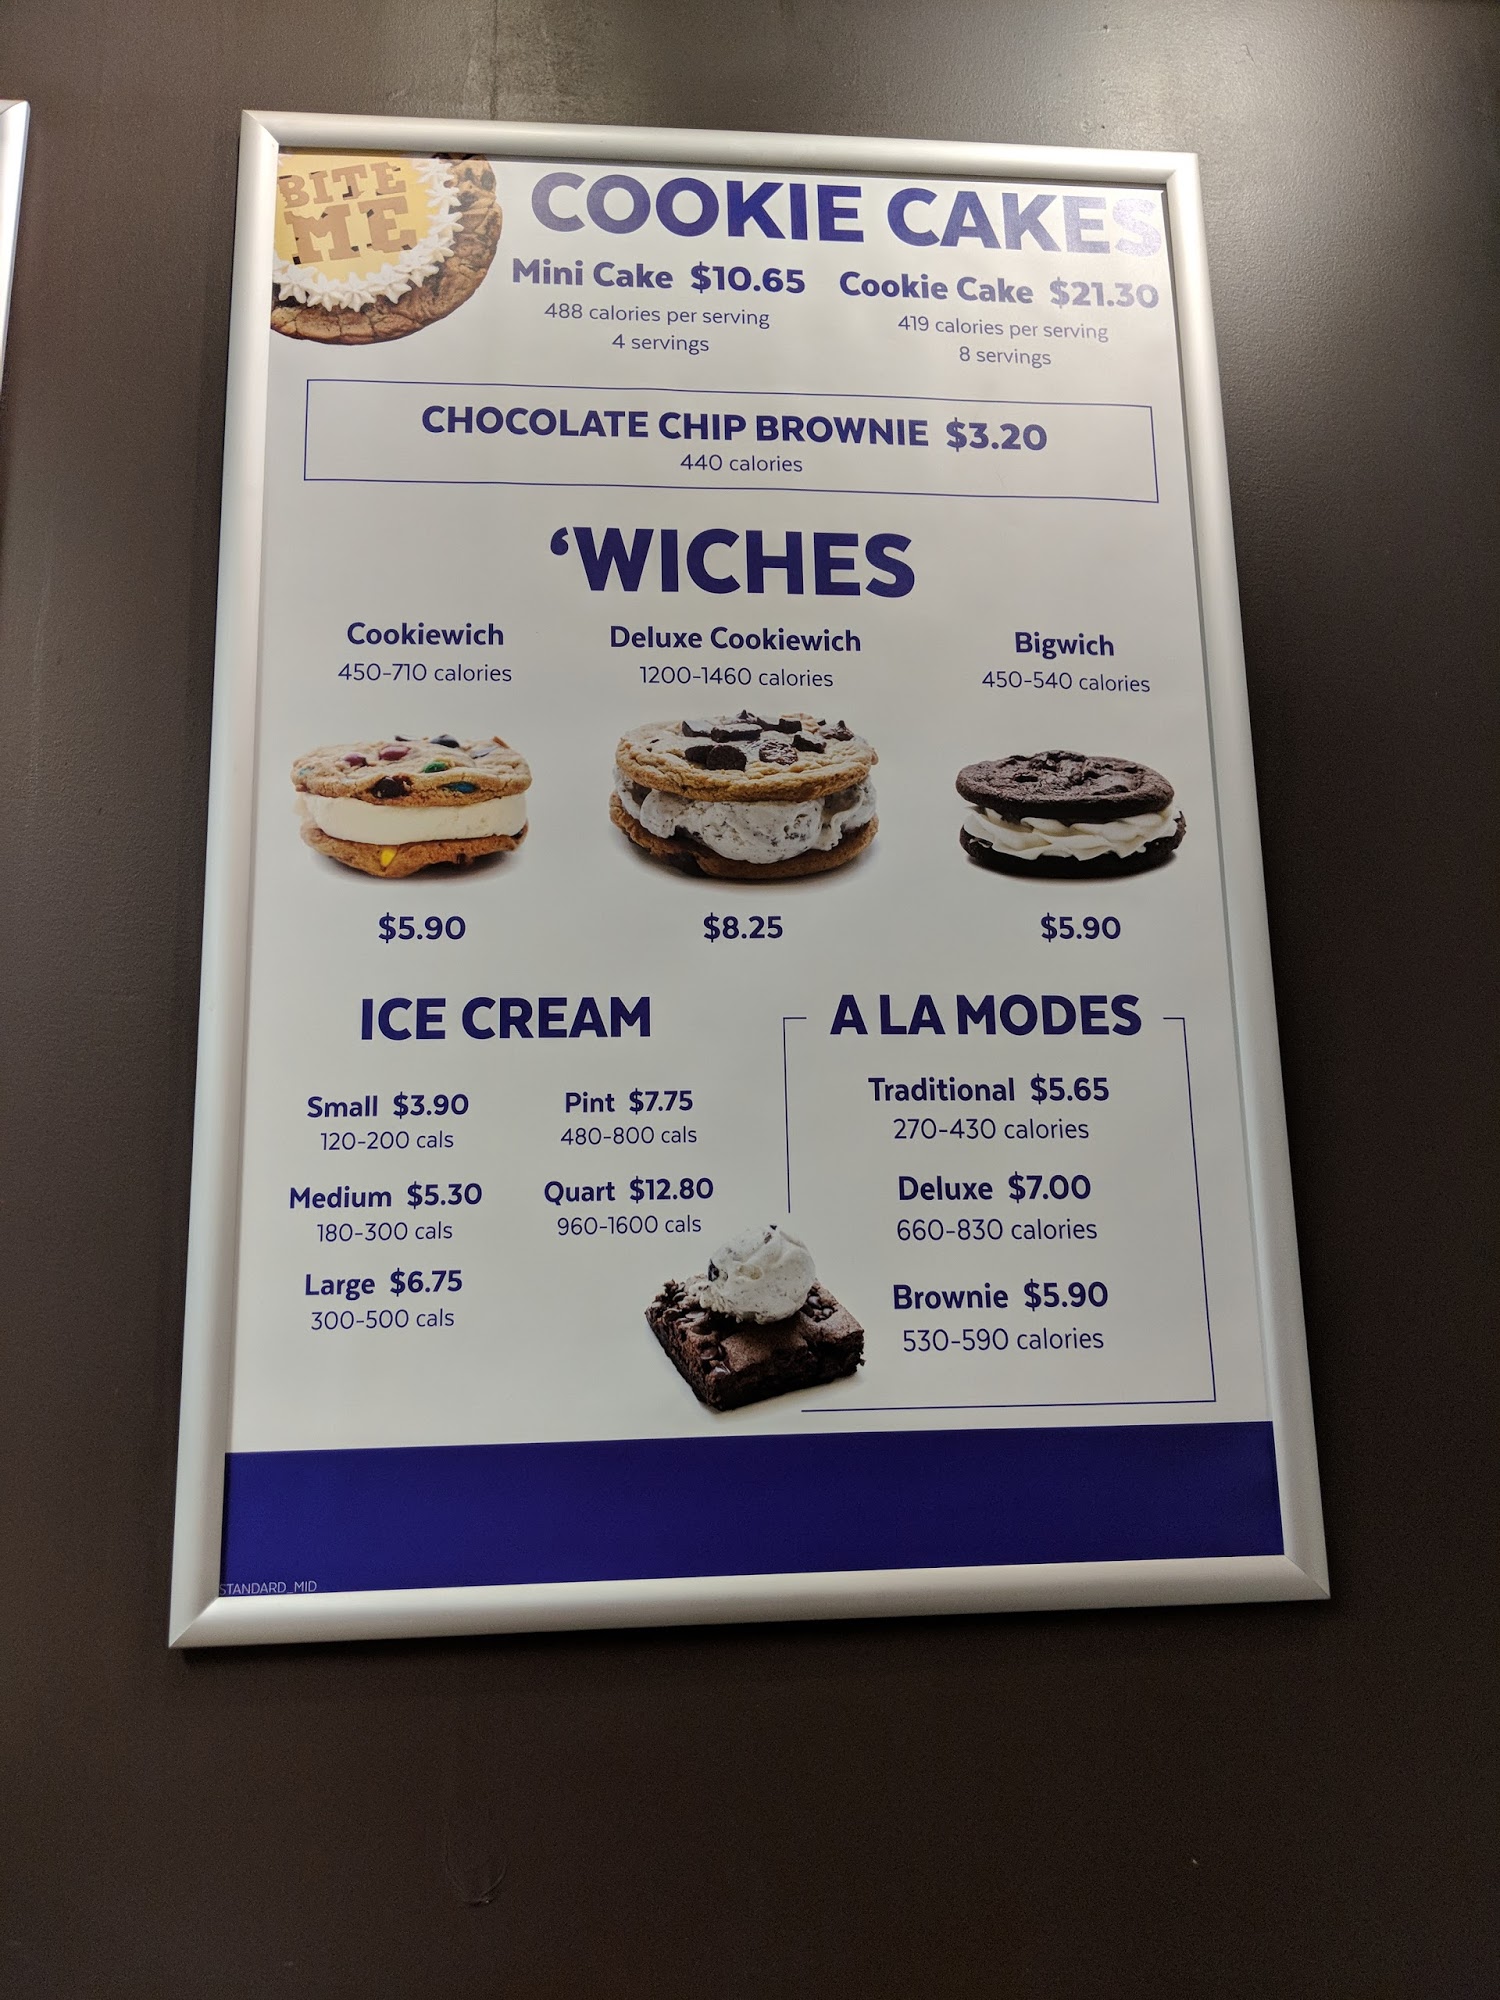 BITE
ME
COOKIE CAKES
Mini Cake $10.65
488 calories per serving
4 servings
Cookie Cake $21.30
419 calories per serving
8 servings
CHOCOLATE CHIP BROWNIE $3.20
440 calories
‘WICHES
Cookiewich
450-710 calories
$5.90
Deluxe Cookiewich
1200-1460 calories
$8.25
Bigwich
450-540 calories
$5.90
ICE CREAM
Small $3.90
120-200 cals
Medium $5.30
180-300 cals
Large $6.75
300-500 cals
Pint $7.75
480-800 cals
Quart $12.80
960-1600 cals
A LA MODES
Traditional $5.65
270-430 calories
Deluxe $7.00
660-830 calories
Brownie $5.90
530-590 calories
STANDARD_MID